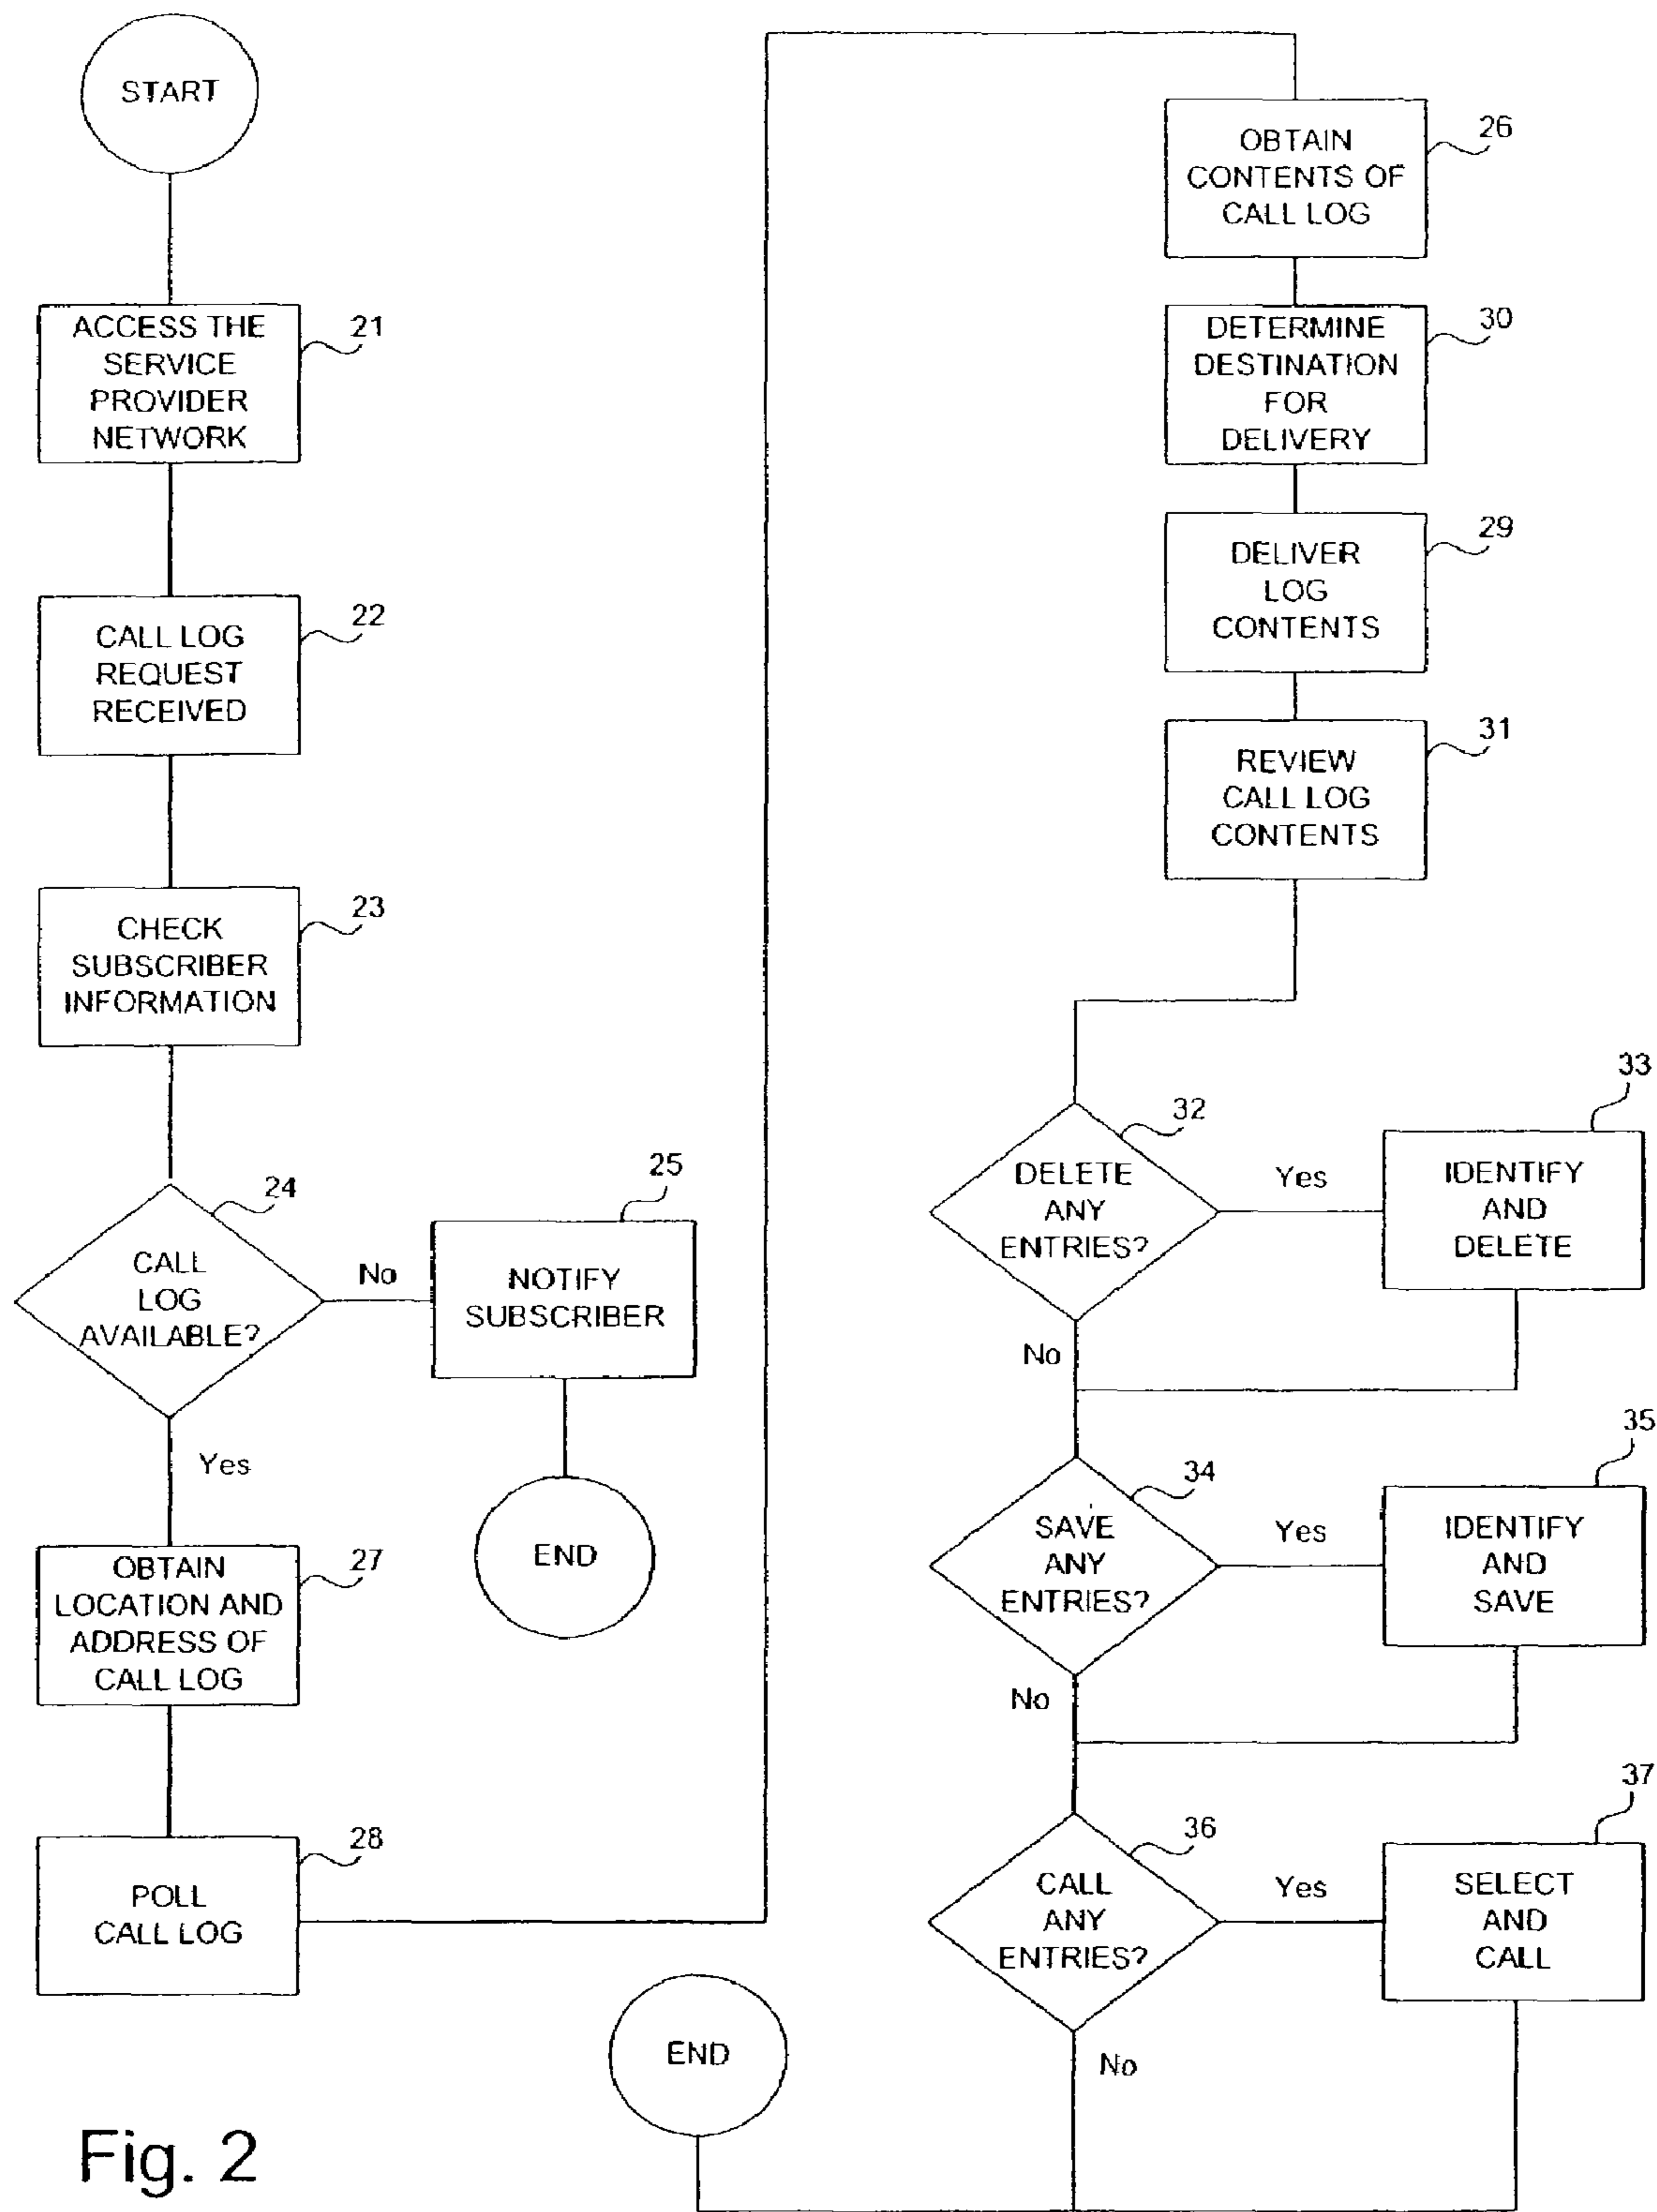 START
21
ACCESS THE
SERVICE
PROVIDER
NETWORK
22
CALL LOG
REQUEST
RECEIVED
23
CHECK
SUBSCRIBER
INFORMATION
24
CALL
LOG
AVAILABLE?
No
25
NOTIFY
SUBSCRIBER
END
Yes
27
OBTAIN
LOCATION AND
ADDRESS OF
CALL LOG
28
POLL
CALL LOG
26
OBTAIN
CONTENTS OF
CALL LOG
30
DETERMINE
DESTINATION
FOR
DELIVERY
29
DELIVER
LOG
CONTENTS
31
REVIEW
CALL LOG
CONTENTS
32
DELETE
ANY
ENTRIES?
Yes
33
IDENTIFY
AND
DELETE
No
34
SAVE
ANY
ENTRIES?
Yes
35
IDENTIFY
AND
SAVE
No
36
CALL
ANY
ENTRIES?
Yes
37
SELECT
AND
CALL
No
END
Fig. 2